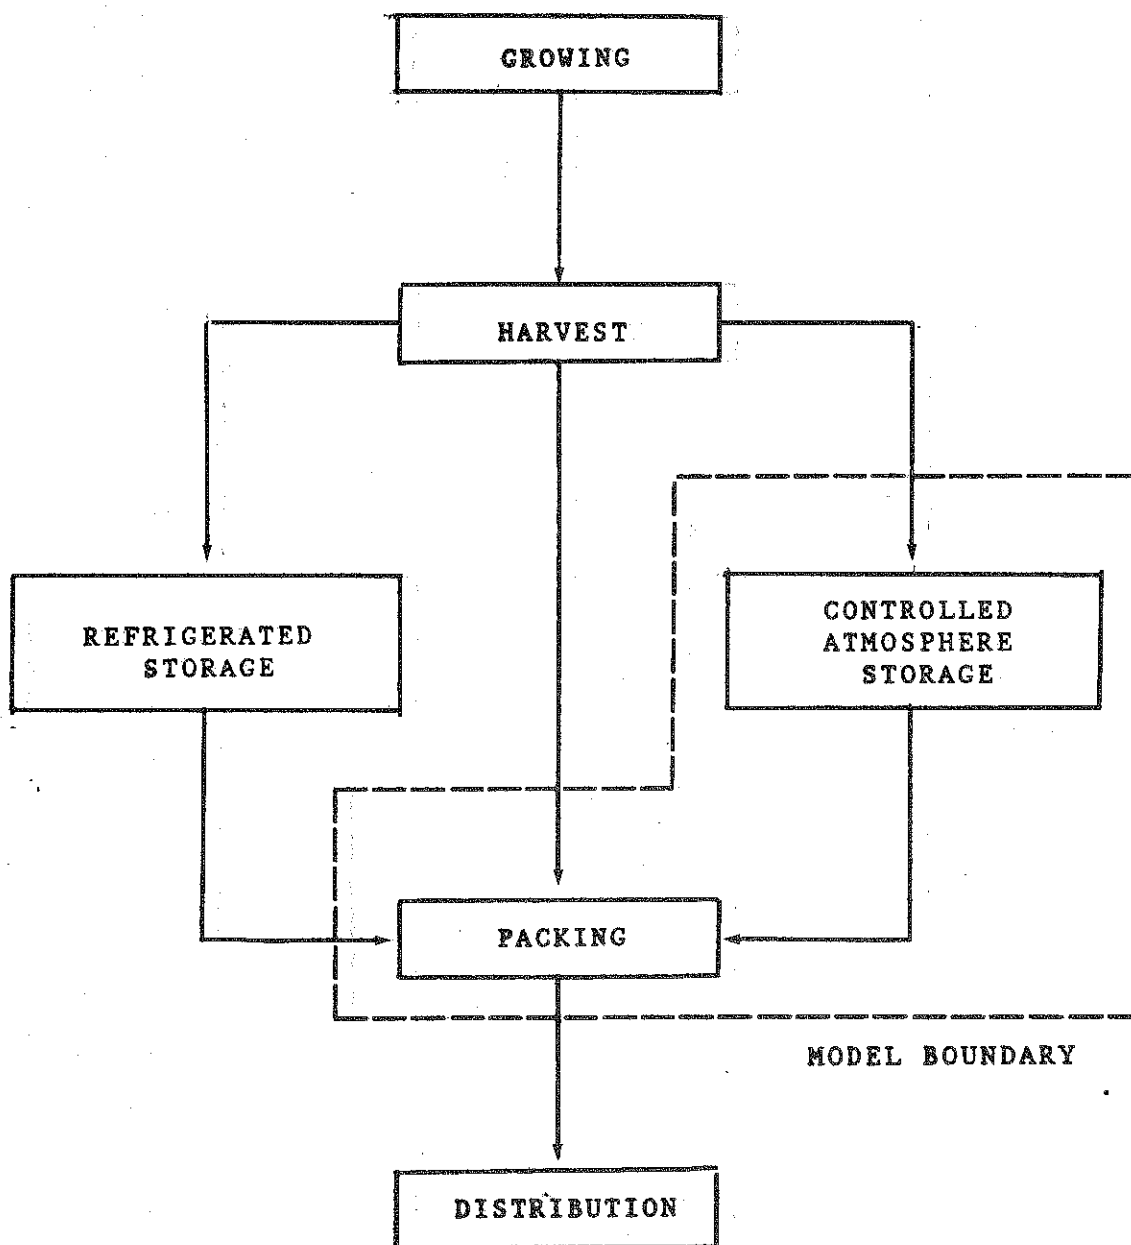 GROWING
HARVEST
REFRIGERATED
STORAGE
CONTROLLED
ATMOSPHERE
STORAGE
PACKING
MODEL BOUNDARY
DISTRIBUTION